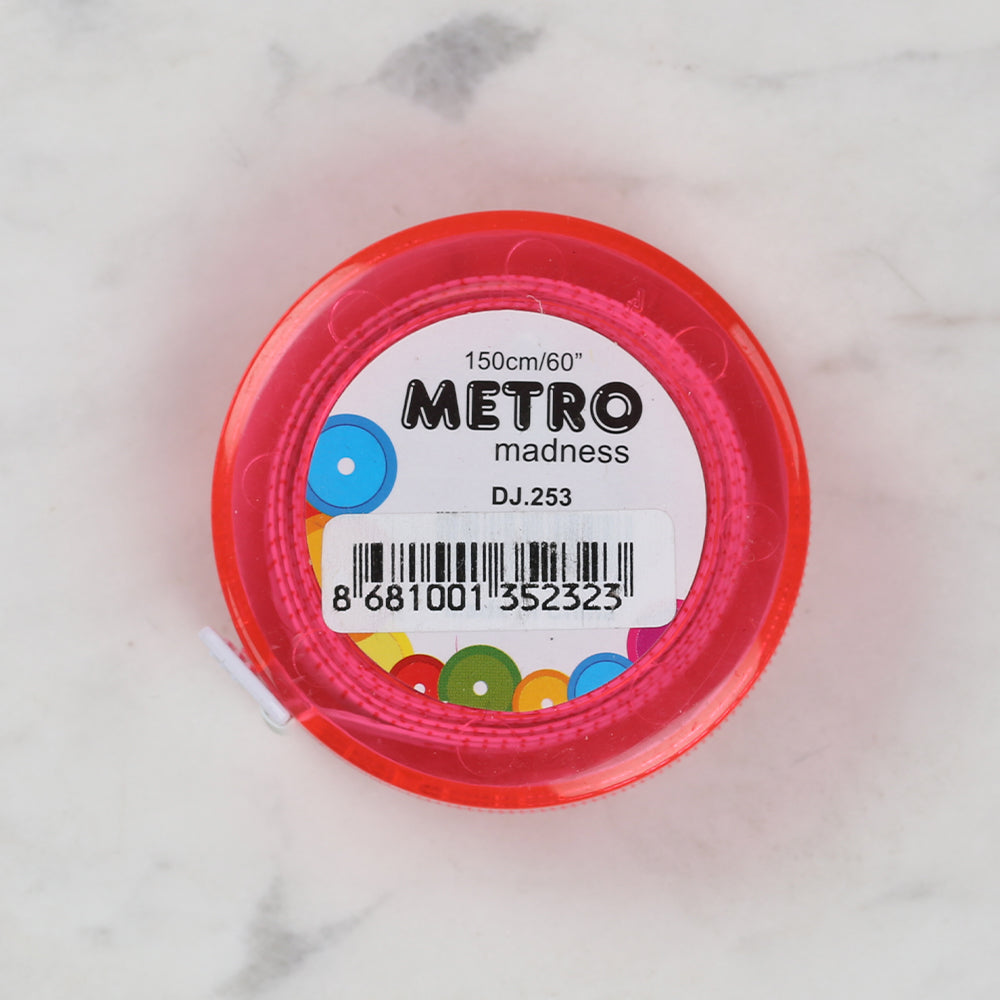 150cm/60”
METRO
madness
DJ.253
8 681001 352323